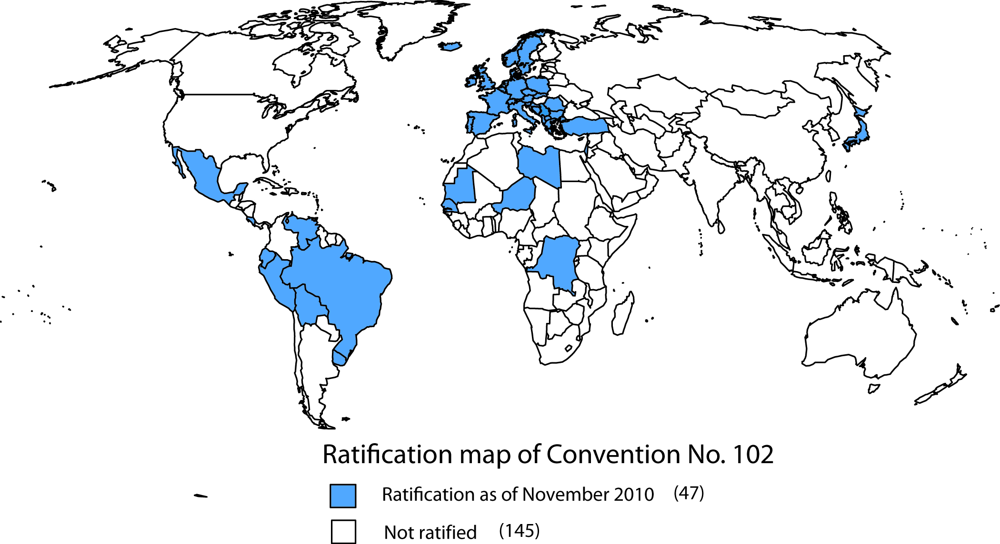 Ratification map of Convention No. 102
Ratification as of November 2010 (47)
Not ratified (145)